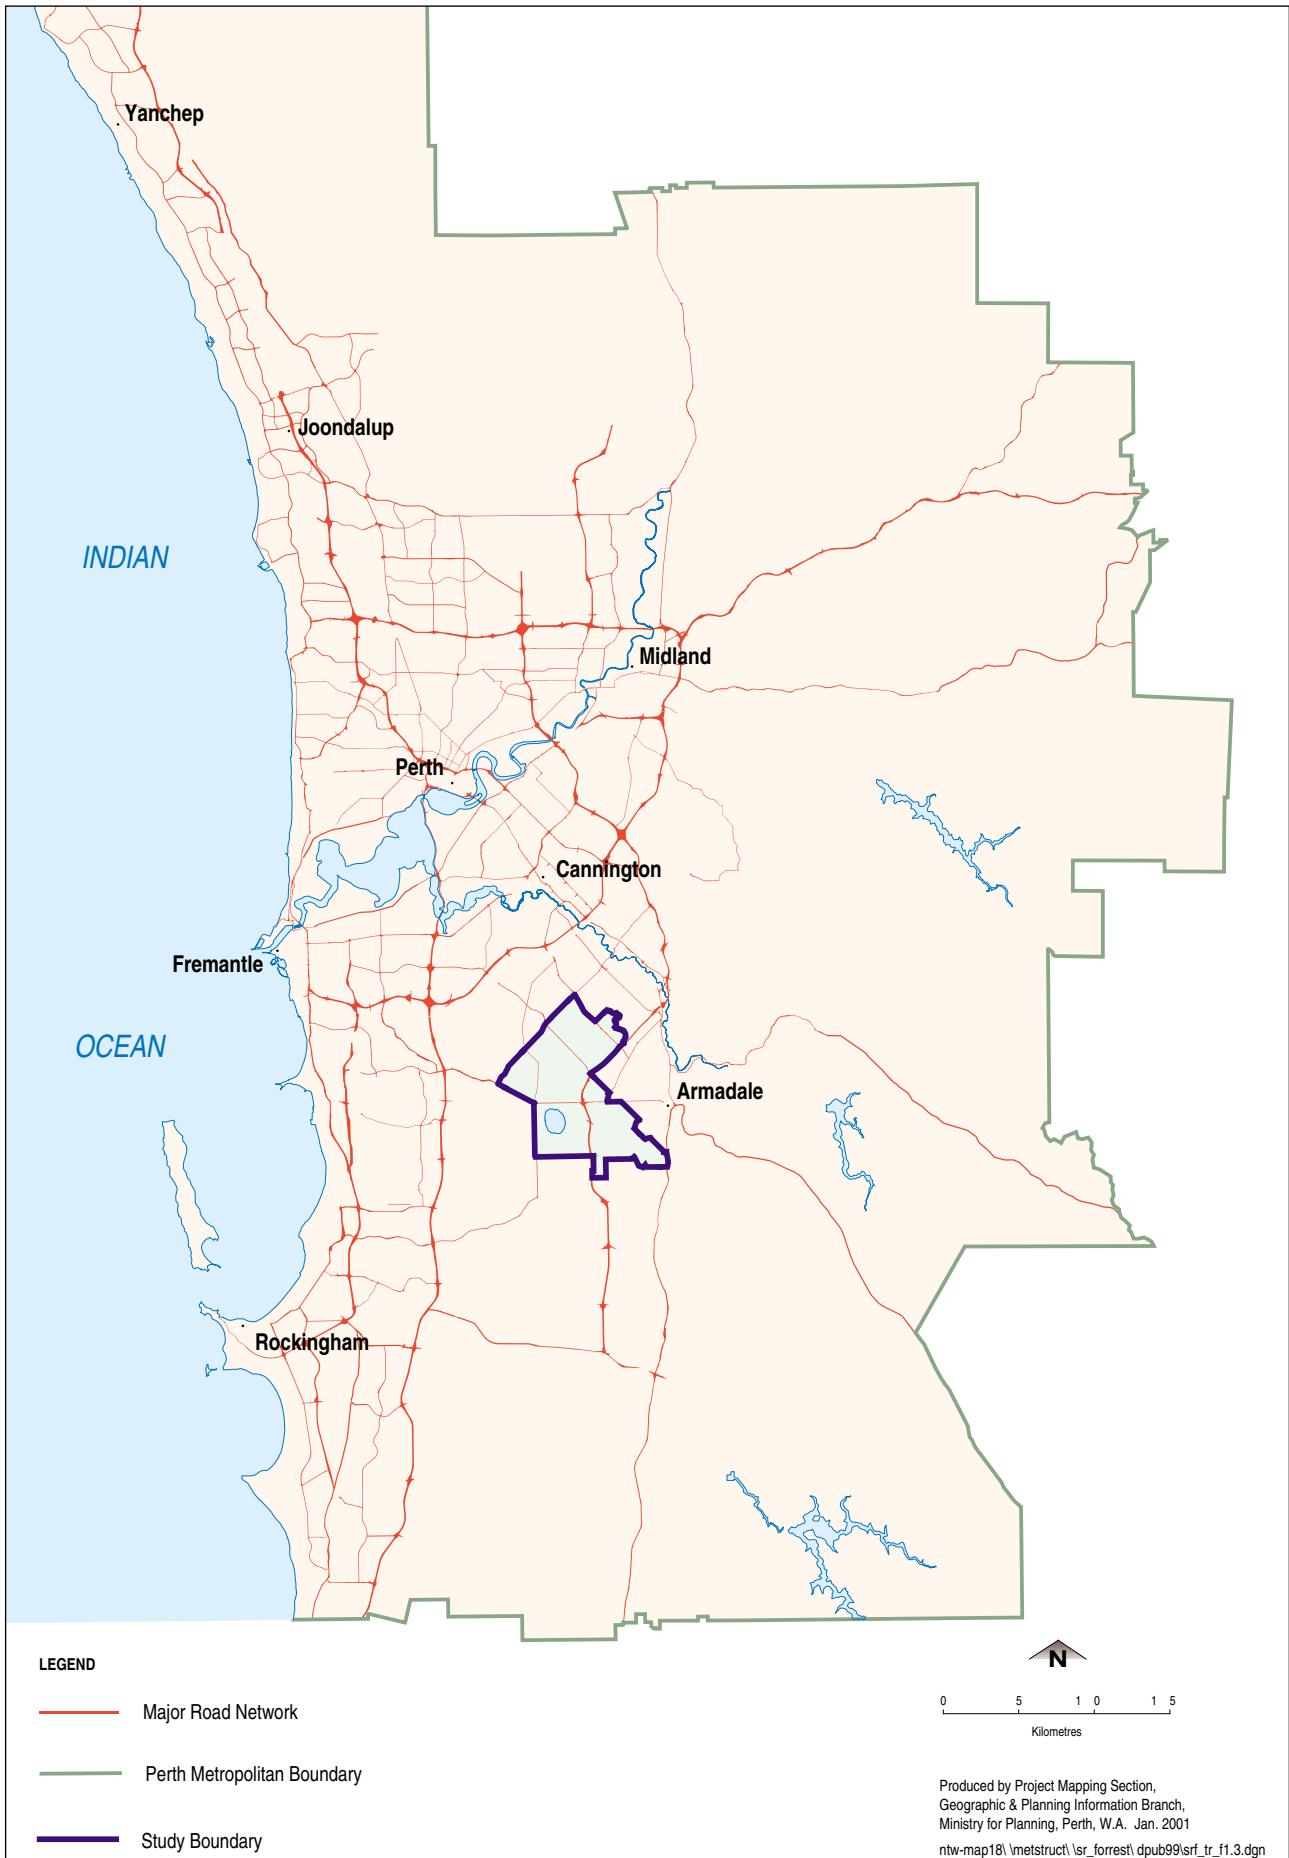 Yanchep
Joondalup
INDIAN
Midland
Perth
Cannington
Fremantle
OCEAN
Armadale
Rockingham
LEGEND
Major Road Network
Perth Metropolitan Boundary
Study Boundary
N
0 5 1 0 1 5
Kilometres
Produced by Project Mapping Section,
Geographic & Planning Information Branch,
Ministry for Planning, Perth, W.A. Jan. 2001
ntw-map18\ \metstruct\ \sr_forrest\ dpub99\srf_tr_f1.3.dgn